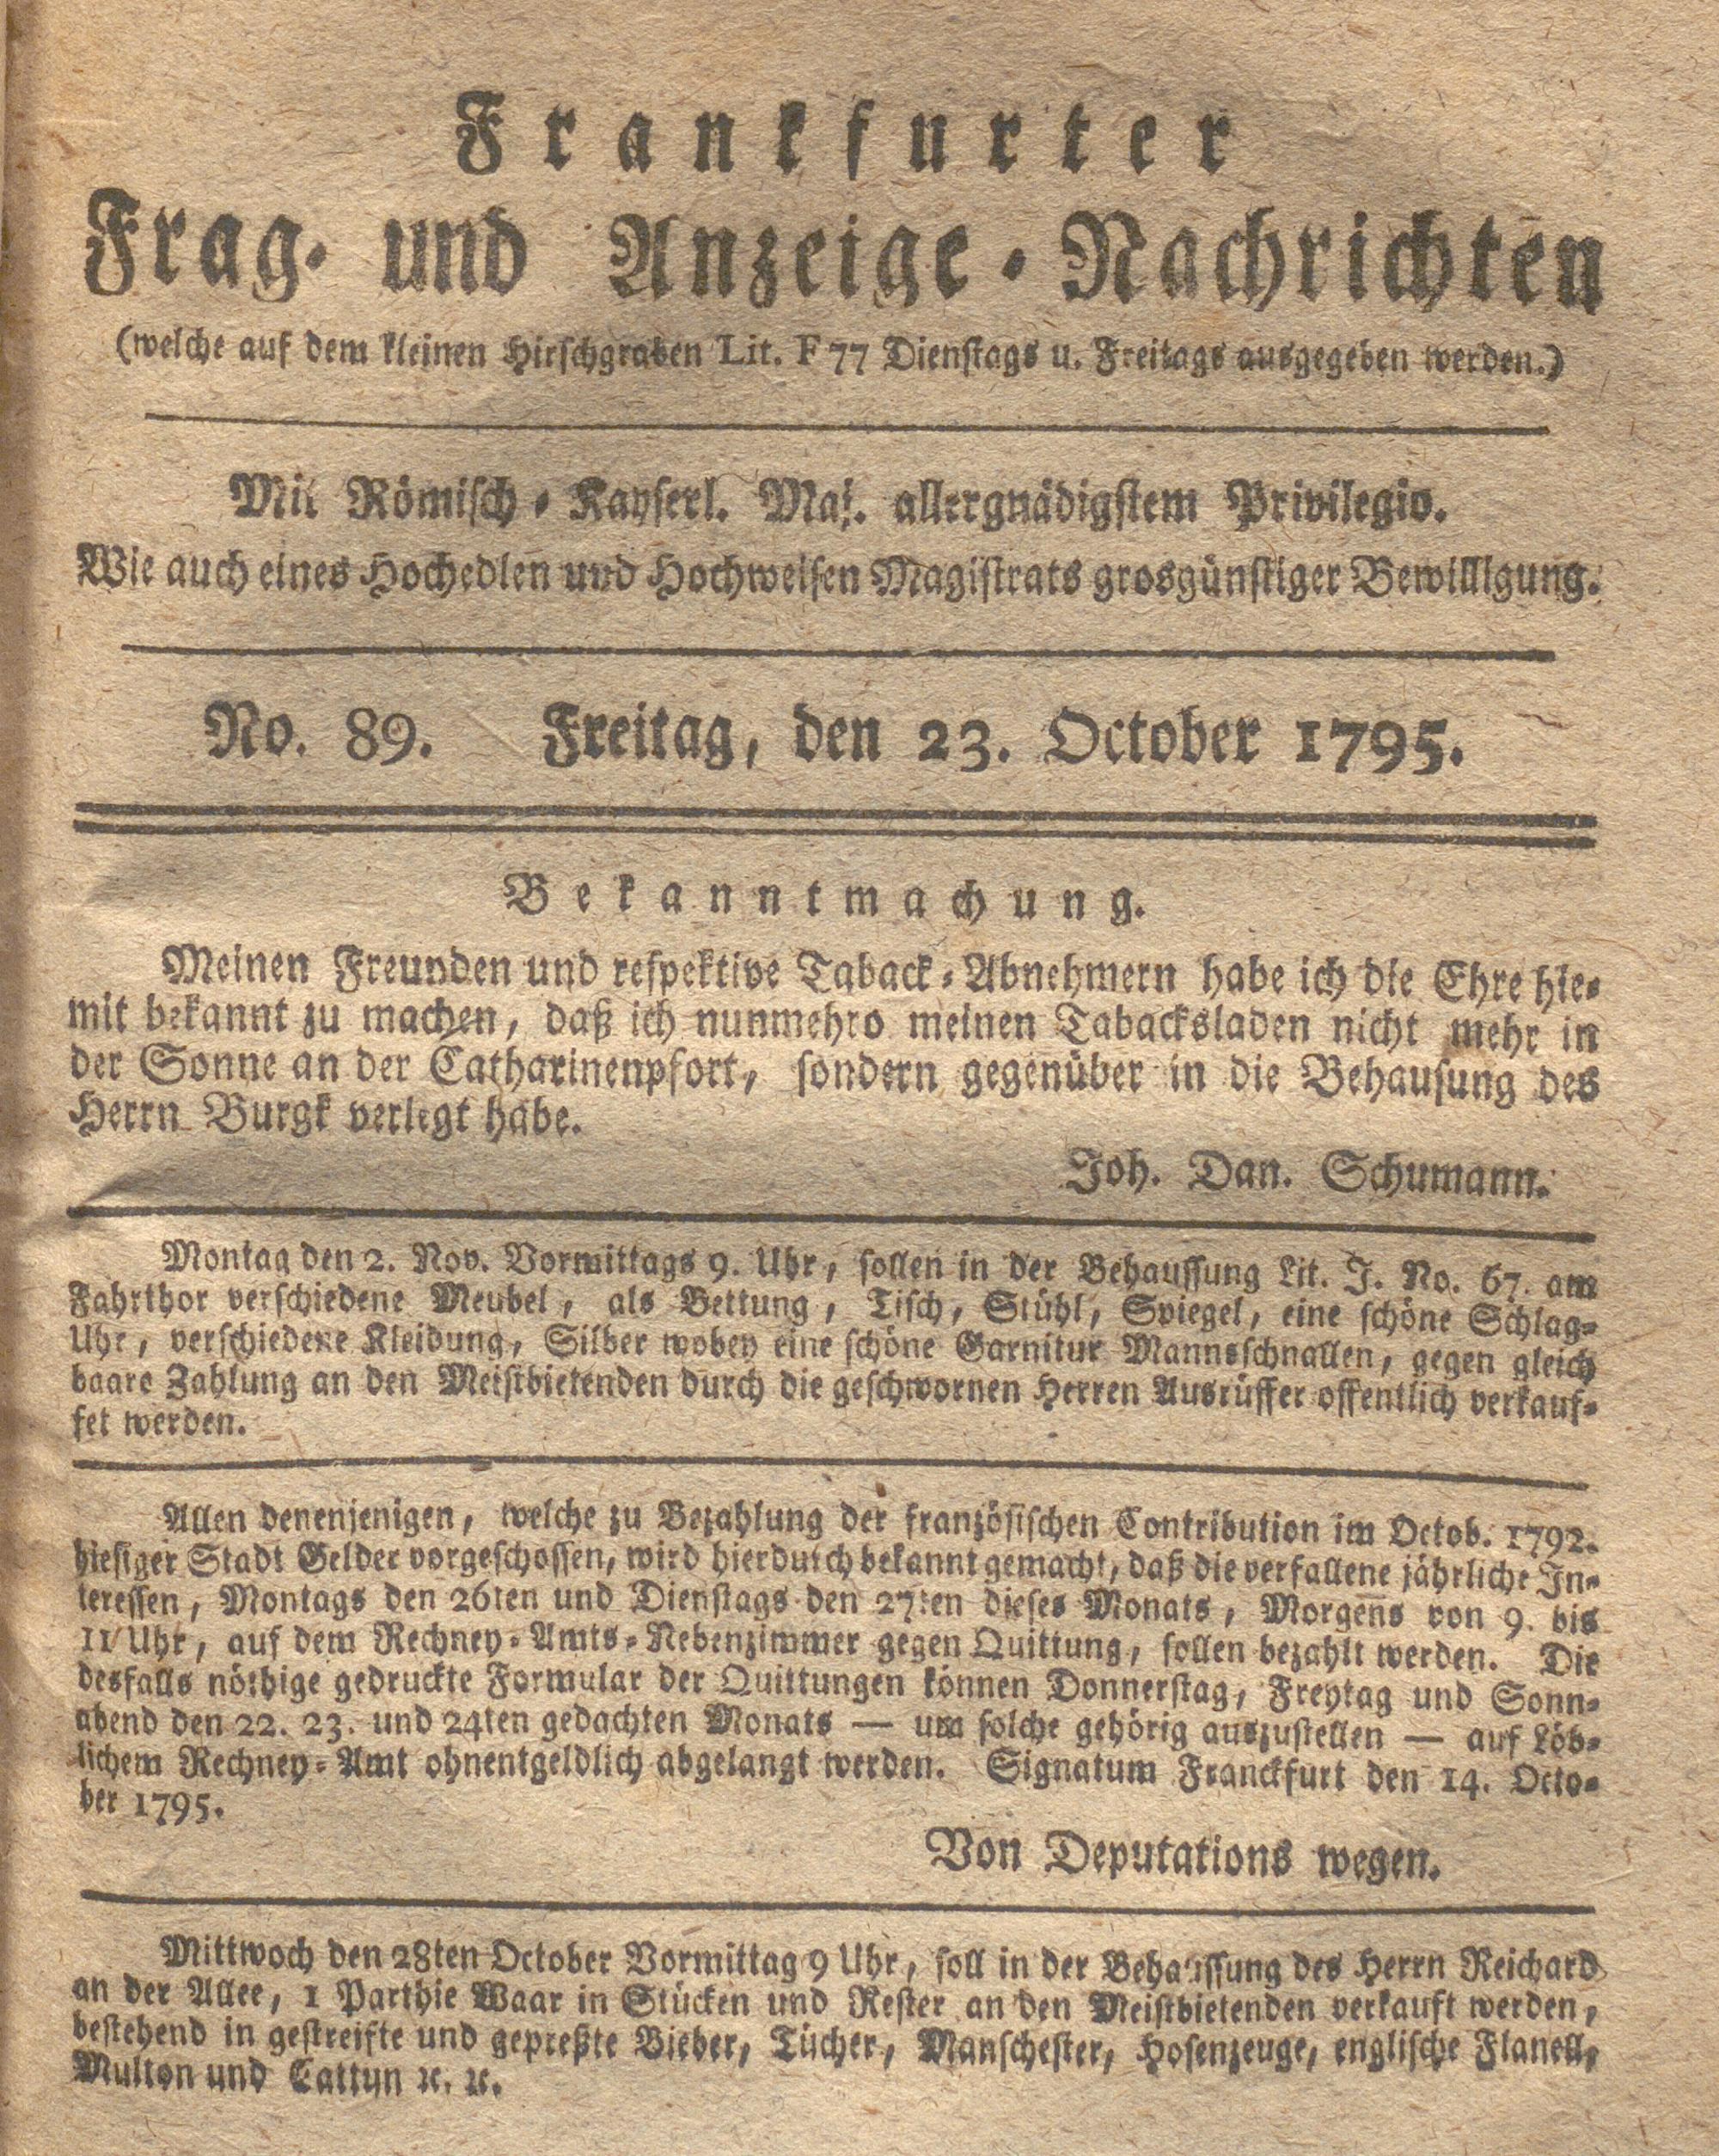 Frankfurter
Frag- und Anzeige-Nachrichten
(welche auf dem kleinen Hirschgraben Lit. F 77 Dienstags u. Freitags ausgegeben werden.)
Mit Römisch-Kayserl. Maj. allergnädigstem Privilegio.
Wie auch eines Hochedlen und Hochweisen Magistrats grosgünstiger Bewilligung.
No. 89. Freitag, den 23. October 1795.
Bekanntmachung.
Meinen Freunden und respektive Taback-Abnehmern habe ich die Ehre hie-
mit bekannt zu machen, daß ich nunmehro meinen Tabacksladen nicht mehr in
der Sonne an der Catharinenpfort, sondern gegenüber in die Behausung des
Herrn Burgk verlegt habe.
Joh. Dan. Schumann.
Montag den 2. Nov. Vormittags 9. Uhr, sollen in der Behaussung Lit. J. No. 67. am
Fahrthor verschiedene Meubel, als Bettung, Tisch, Stühl, Spiegel, eine schöne Schlag-
Uhr, verschiedene Kleidung, Silber wobey eine schöne Garnitur Mannsschnallen, gegen gleich
baare Zahlung an den Meistbietenden durch die geschwornen Herren Ausrüffer offentlich verkauf-
fet werden.
Allen denenjenigen, welche zu Bezahlung der französischen Contribution im Octob. 1792.
hiesiger Stadt Gelder vorgeschossen, wird hierdurch bekannt gemacht, daß die verfallene jährliche In-
teressen, Montags den 26ten und Dienstags den 27ten dieses Monats, Morgens von 9. bis
11 Uhr, auf dem Rechney-Amts-Nebenzimmer gegen Quittung, sollen bezahlt werden. Die
desfalls nöthige gedruckte Formular der Quittungen können Donnerstag, Freytag und Sonn-
abend den 22. 23. und 24ten gedachten Monats — um solche gehörig auszustellen — auf Löb-
lichem Rechney-Amt ohnentgeldlich abgelangt werden. Signatum Franckfurt den 14. Octo-
ber 1795.
Von Deputations wegen.
Mittwoch den 28ten October Vormittag 9 Uhr, soll in der Behaussung des Herrn Reichard
an der Allee, 1 Parthie Waar in Stücken und Rester an den Meistbietenden verkauft werden,
bestehend in gestreifte und gepreßte Bieber, Tücher, Manschester, Hosenzeuge, englische Flanell,
Multon und Cattun ꝛc. ꝛc.